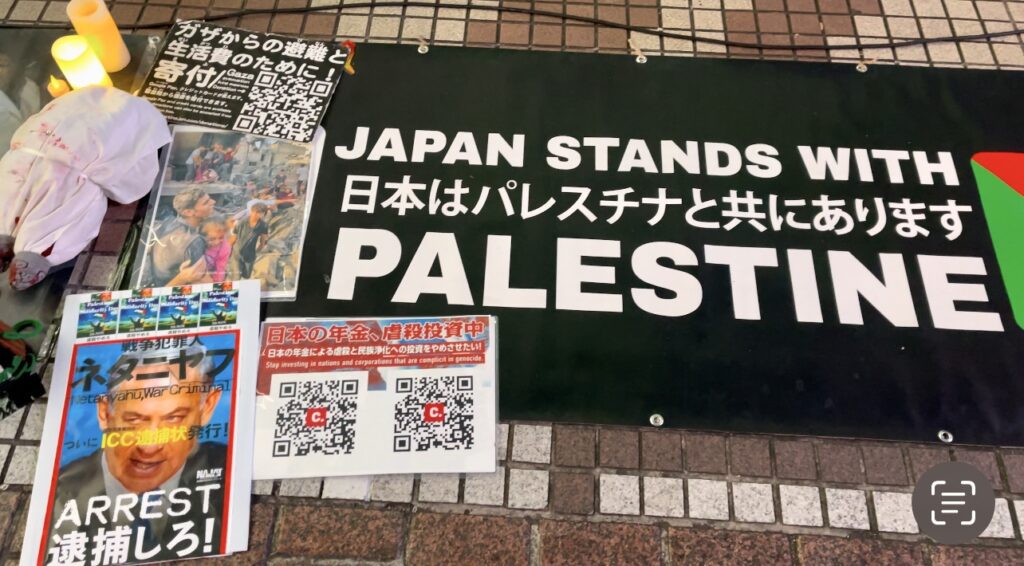 ガザからの避難と
生活費のために!
寄付
Gaza
JAPAN STANDS WITH
日本はパレスチナと共にあります
PALESTINE
日本の年金、虐殺投資中
日本の年金による虐殺と民族浄化への投資をやめさせたい!
Stop investing in nations and corporations that are complicit in genocide.
C.
C.
戦争犯罪人
ネタニヤフ
Netanyahu, War Criminal
ついにICC逮捕状発行!
ARREST
逮捕しろ!